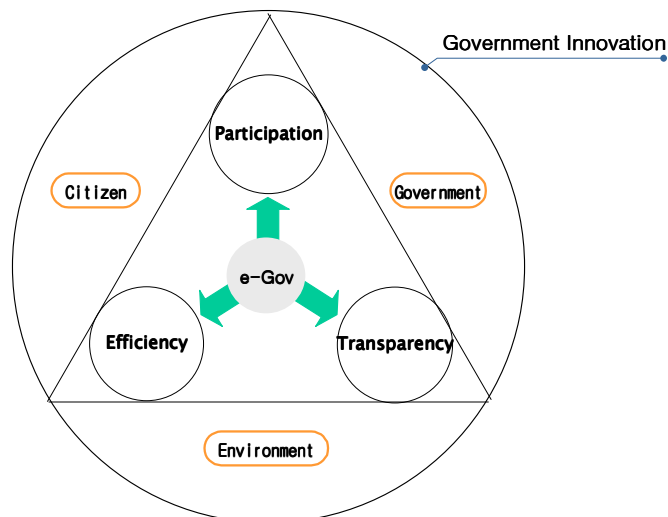 Government Innovation
Participation
Citizen
Government
e-Gov
Efficiency
Transparency
Environment